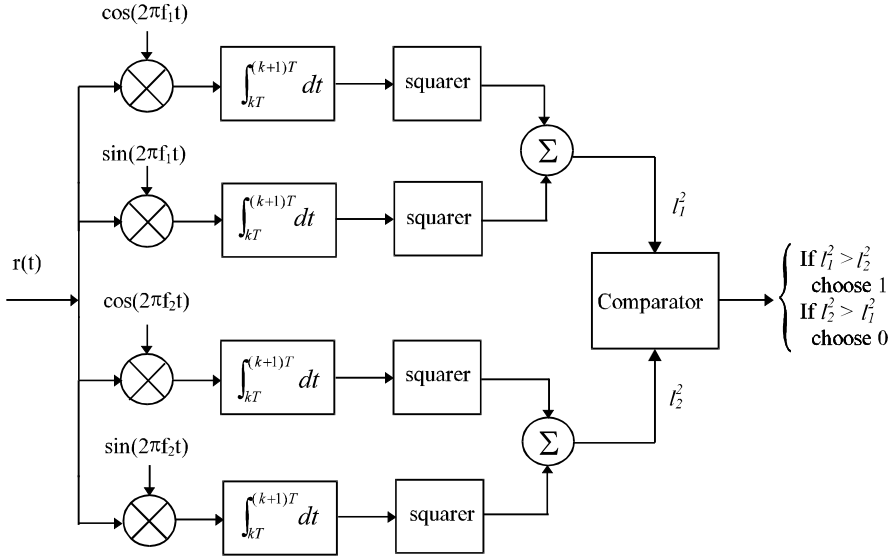 cos(2πf₁t)
∫ₖₜ⁽ᵏ⁺¹⁾ᵀ dt
squarer
Σ
sin(2πf₁t)
∫ₖₜ⁽ᵏ⁺¹⁾ᵀ dt
squarer
l₁²
r(t)
cos(2πf₂t)
Comparator
If l₁² > l₂²
choose 1
If l₂² > l₁²
choose 0
∫ₖₜ⁽ᵏ⁺¹⁾ᵀ dt
squarer
l₂²
Σ
sin(2πf₂t)
∫ₖₜ⁽ᵏ⁺¹⁾ᵀ dt
squarer